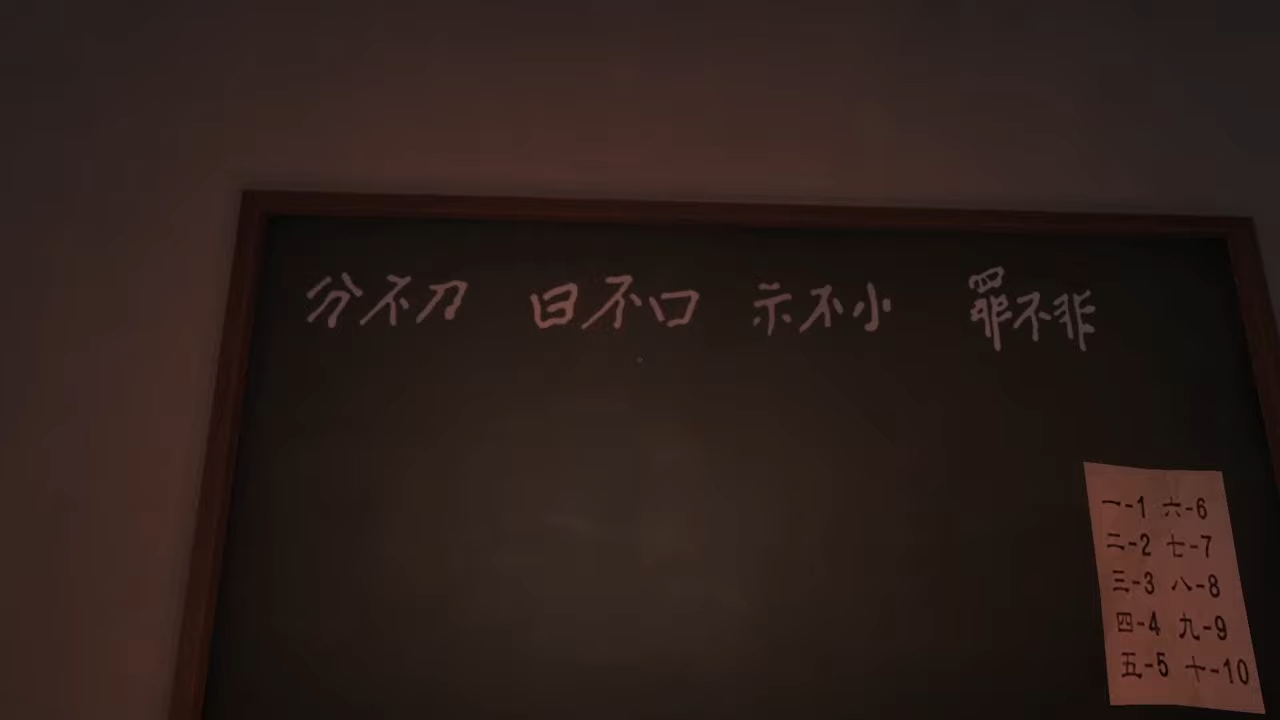 分不刀 日不口 示不小 罪不非
一-1 六-6
二-2 七-7
三-3 八-8
四-4 九-9
五-5 十-10